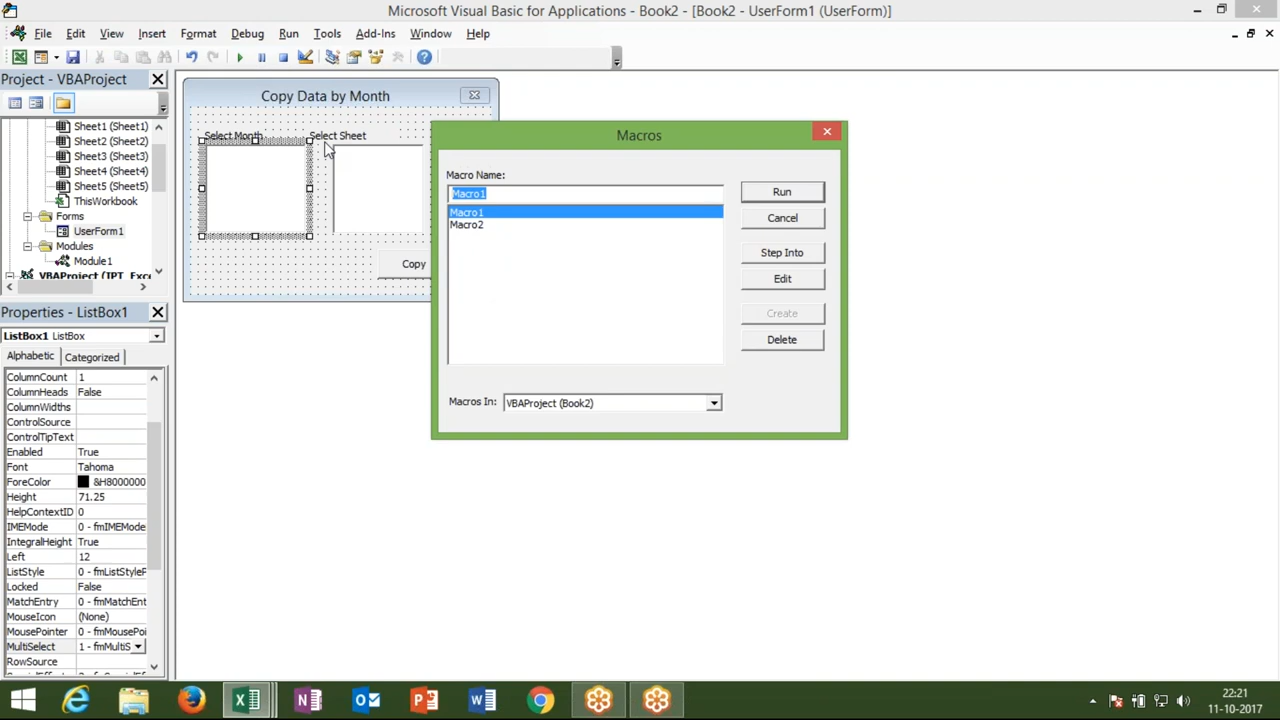 Microsoft Visual Basic for Applications - Book2 - [Book2 - UserForm1 (UserForm)]
File Edit View Insert Format Debug Run Tools Add-Ins Window Help
Project - VBAProject
Sheet1 (Sheet1)
Sheet2 (Sheet2)
Sheet3 (Sheet3)
Sheet4 (Sheet4)
Sheet5 (Sheet5)
ThisWorkbook
Forms
UserForm1
Modules
Module1
VBAProject (JPT_Exce
Properties - ListBox1
ListBox1 ListBox
Alphabetic Categorized
ColumnCount 1
ColumnHeads False
ColumnWidths
ControlSource
ControlTipText
Enabled True
Font Tahoma
ForeColor &H8000000
Height 71.25
HelpContextID 0
IMEMode 0 - fmIMEMode
IntegralHeight True
Left 12
ListStyle 0 - fmListStyleP
Locked False
MatchEntry 0 - fmMatchEnt
MouseIcon (None)
MousePointer 0 - fmMousePoi
MultiSelect 1 - fmMultiS
RowSource
Copy Data by Month
Select Month Select Sheet
Copy
Macros
Macro Name:
Macro1
Macro1
Macro2
Run
Cancel
Step Into
Edit
Create
Delete
Macros In: VBAProject (Book2)
22:21
11-10-2017